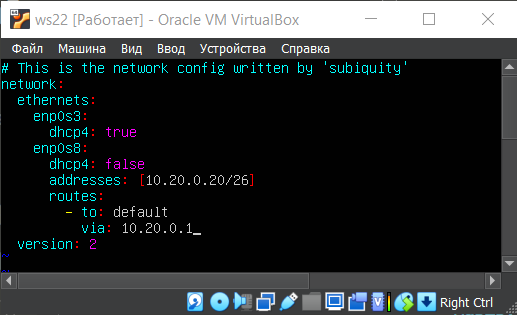 ws22 [Работает] - Oracle VM VirtualBox
Файл Машина Вид Ввод Устройства Справка
# This is the network config written by 'subiquity'
network:
  ethernets:
    enp0s3:
      dhcp4: true
    enp0s8:
      dhcp4: false
      addresses: [10.20.0.20/26]
      routes:
        - to: default
          via: 10.20.0.1_
  version: 2
~
~
Right Ctrl